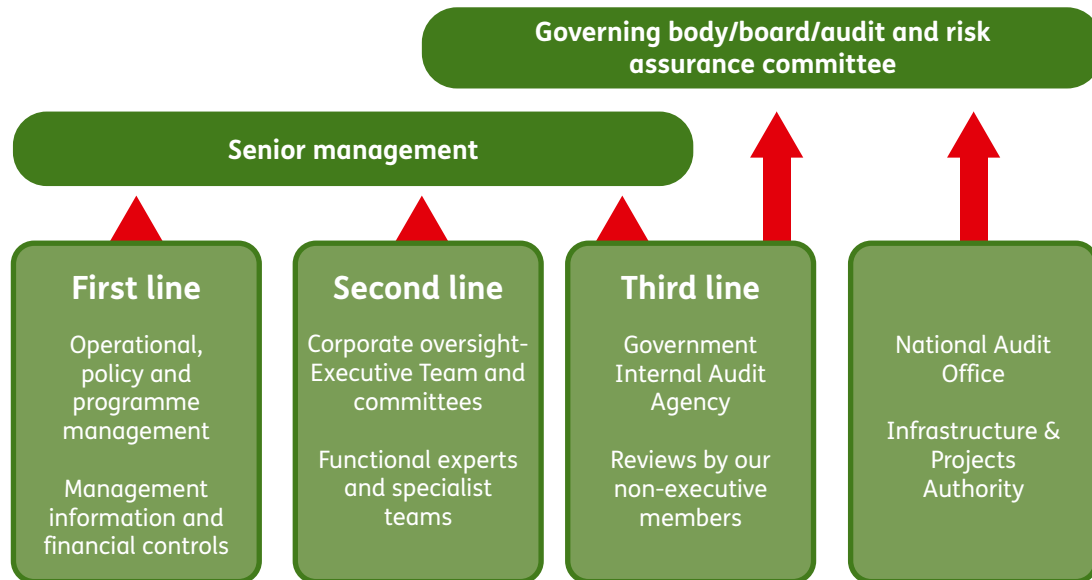 Governing body/board/audit and risk
assurance committee
Senior management
First line
Operational,
policy and
programme
management
Management
information and
financial controls
Second line
Corporate oversight-
Executive Team and
committees
Functional experts
and specialist
teams
Third line
Government
Internal Audit
Agency
Reviews by our
non-executive
members
National Audit
Office
Infrastructure &
Projects
Authority